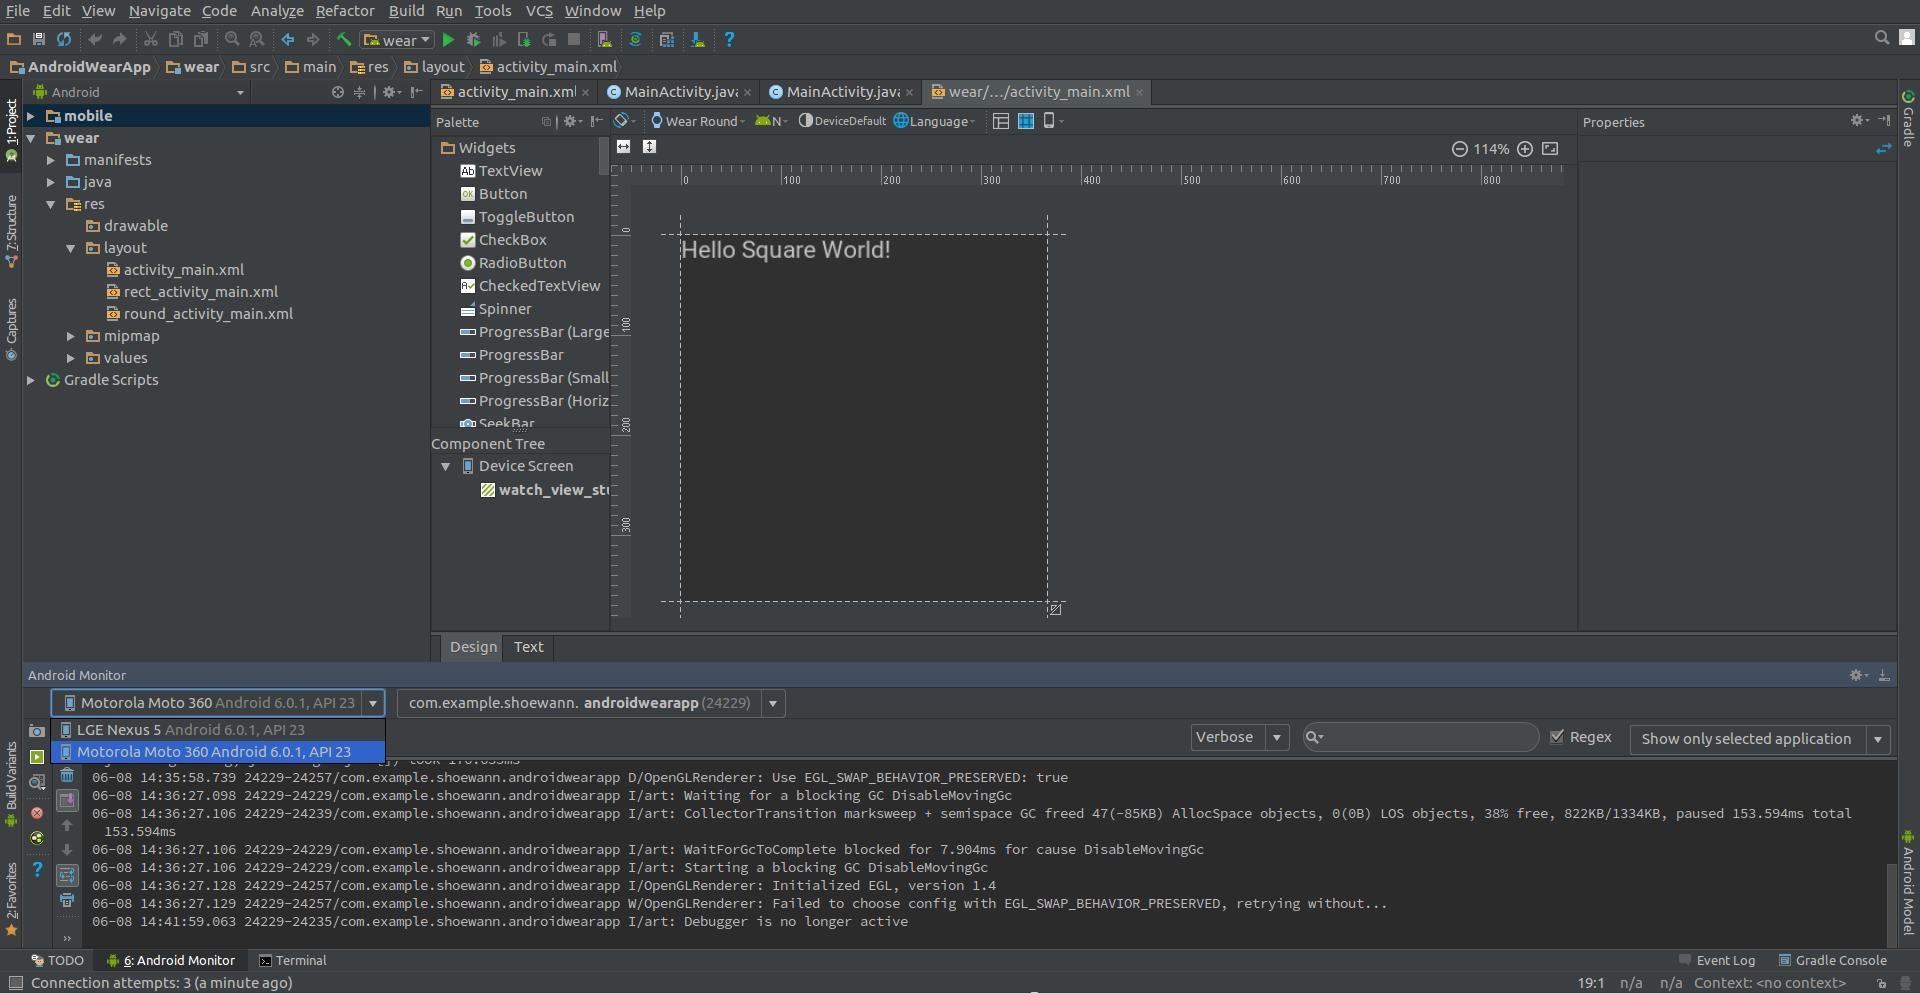 File Edit View Navigate Code Analyze Refactor Build Run Tools VCS Window Help
wear
AndroidWearApp wear src main res layout activity_main.xml
Android
activity_main.xml MainActivity.java MainActivity.java wear/.../activity_main.xml
1: Project
7: Structure
Captures
Build Variants
2: Favorites
mobile
wear
manifests
java
res
drawable
layout
activity_main.xml
rect_activity_main.xml
round_activity_main.xml
mipmap
values
Gradle Scripts
Palette
Widgets
Ab TextView
OK Button
ToggleButton
CheckBox
RadioButton
CheckedTextView
Spinner
ProgressBar (Large
ProgressBar
ProgressBar (Small
ProgressBar (Horiz
SeekBar
Component Tree
Device Screen
watch_view_stu
Wear Round N DeviceDefault Language
114%
0 100 200 300 400 500 600 700 800
0
100
200
300
Hello Square World!
Design Text
Properties
Gradle
Android Model
Android Monitor
Motorola Moto 360 Android 6.0.1, API 23
com.example.shoewann. androidwearapp (24229)
LGE Nexus 5 Android 6.0.1, API 23
Motorola Moto 360 Android 6.0.1, API 23
Verbose Regex Show only selected application
06-08 14:35:58.739 24229-24257/com.example.shoewann.androidwearapp D/OpenGLRenderer: Use EGL_SWAP_BEHAVIOR_PRESERVED: true
06-08 14:36:27.098 24229-24229/com.example.shoewann.androidwearapp I/art: Waiting for a blocking GC DisableMovingGc
06-08 14:36:27.106 24229-24239/com.example.shoewann.androidwearapp I/art: CollectorTransition marksweep + semispace GC freed 47(-85KB) AllocSpace objects, 0(0B) LOS objects, 38% free, 822KB/1334KB, paused 153.594ms total
153.594ms
06-08 14:36:27.106 24229-24229/com.example.shoewann.androidwearapp I/art: WaitForGcToComplete blocked for 7.904ms for cause DisableMovingGc
06-08 14:36:27.106 24229-24229/com.example.shoewann.androidwearapp I/art: Starting a blocking GC DisableMovingGc
06-08 14:36:27.128 24229-24257/com.example.shoewann.androidwearapp I/OpenGLRenderer: Initialized EGL, version 1.4
06-08 14:36:27.129 24229-24257/com.example.shoewann.androidwearapp W/OpenGLRenderer: Failed to choose config with EGL_SWAP_BEHAVIOR_PRESERVED, retrying without...
06-08 14:41:59.063 24229-24235/com.example.shoewann.androidwearapp I/art: Debugger is no longer active
TODO 6: Android Monitor Terminal Event Log Gradle Console
Connection attempts: 3 (a minute ago) 19:1 n/a n/a Context: <no context>